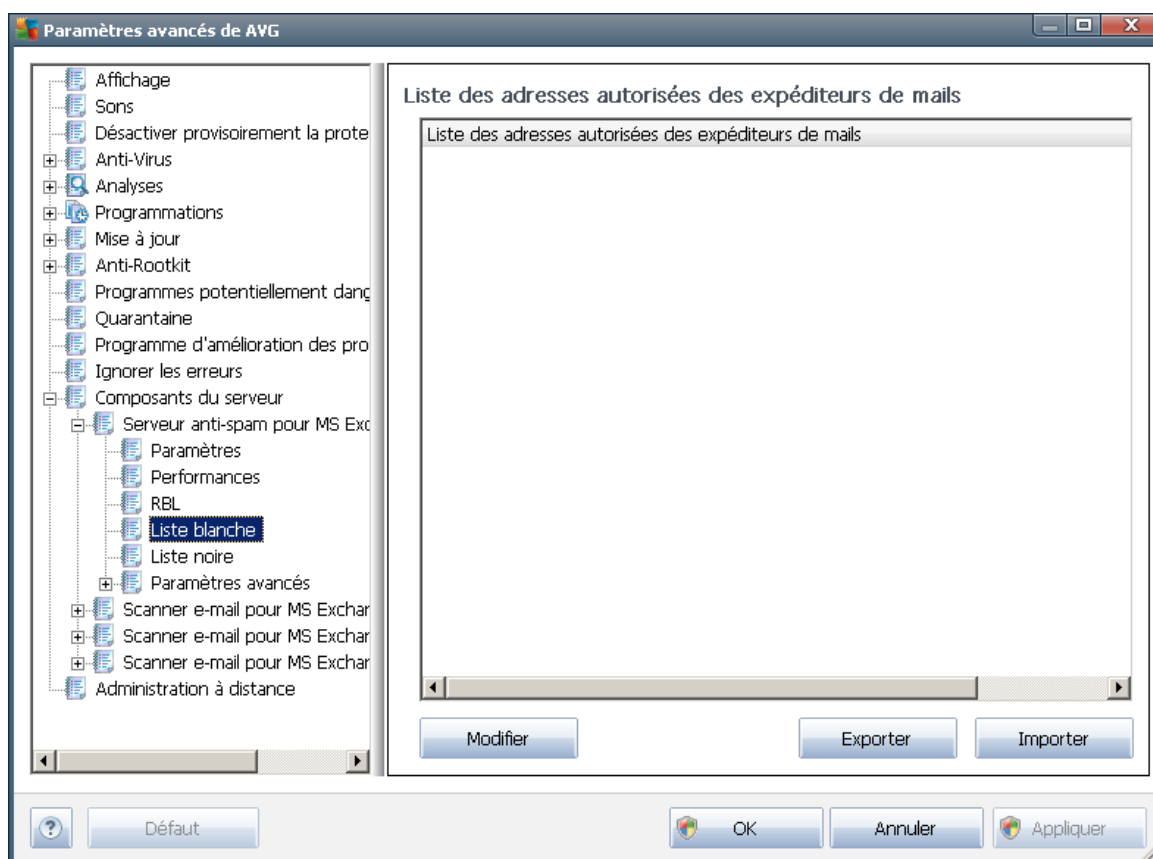 Paramètres avancés de AVG
Affichage
Sons
Désactiver provisoirement la prote
Anti-Virus
Analyses
Programmations
Mise à jour
Anti-Rootkit
Programmes potentiellement dang
Quarantaine
Programme d'amélioration des pro
Ignorer les erreurs
Composants du serveur
Serveur anti-spam pour MS Exc
Paramètres
Performances
RBL
Liste blanche
Liste noire
Paramètres avancés
Scanner e-mail pour MS Exchar
Scanner e-mail pour MS Exchar
Scanner e-mail pour MS Exchar
Administration à distance
Liste des adresses autorisées des expéditeurs de mails
Liste des adresses autorisées des expéditeurs de mails
Modifier
Exporter
Importer
?
Défaut
OK
Annuler
Appliquer